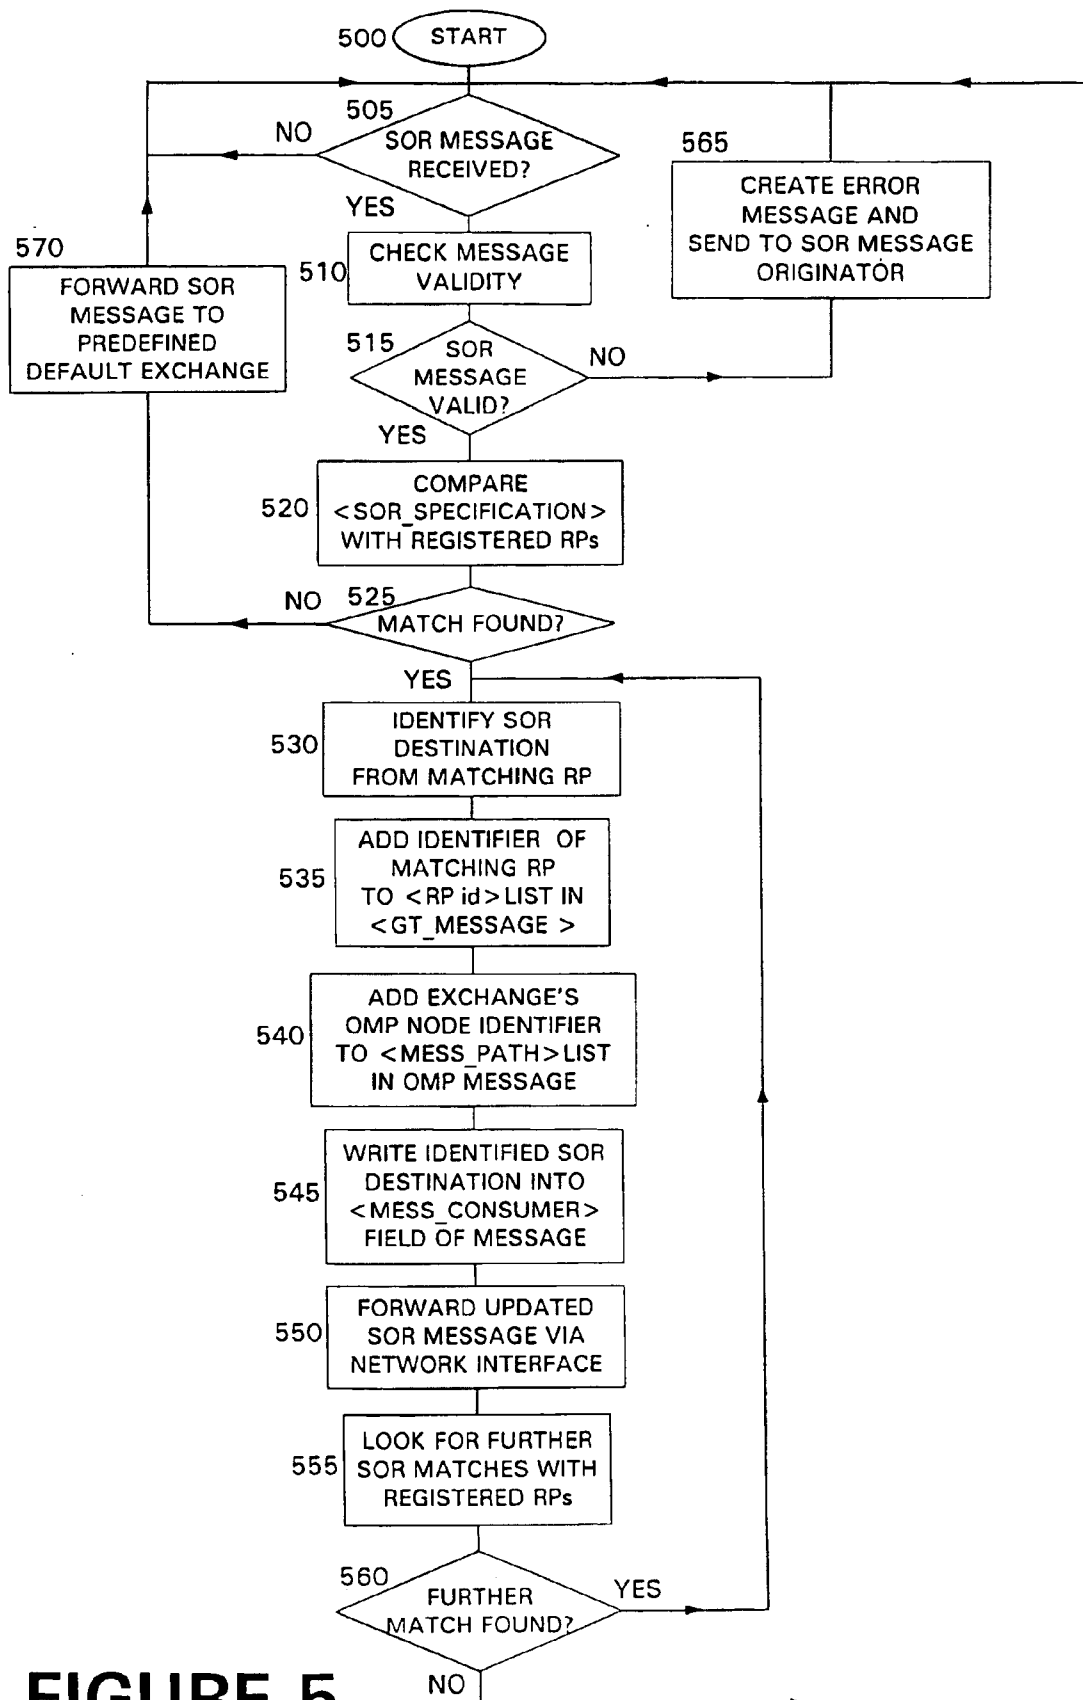 500
START
505
NO
SOR MESSAGE
RECEIVED?
YES
565
CREATE ERROR
MESSAGE AND
SEND TO SOR MESSAGE
ORIGINATOR
570
FORWARD SOR
MESSAGE TO
PREDEFINED
DEFAULT EXCHANGE
510
CHECK MESSAGE
VALIDITY
515
SOR
MESSAGE
VALID?
NO
YES
520
COMPARE
<SOR_SPECIFICATION>
WITH REGISTERED RPs
NO
525
MATCH FOUND?
YES
530
IDENTIFY SOR
DESTINATION
FROM MATCHING RP
535
ADD IDENTIFIER OF
MATCHING RP
TO <RP id> LIST IN
<GT_MESSAGE >
540
ADD EXCHANGE'S
OMP NODE IDENTIFIER
TO <MESS_PATH> LIST
IN OMP MESSAGE
545
WRITE IDENTIFIED SOR
DESTINATION INTO
<MESS_CONSUMER>
FIELD OF MESSAGE
550
FORWARD UPDATED
SOR MESSAGE VIA
NETWORK INTERFACE
555
LOOK FOR FURTHER
SOR MATCHES WITH
REGISTERED RPs
560
FURTHER
MATCH FOUND?
YES
NO
FIGURE 5